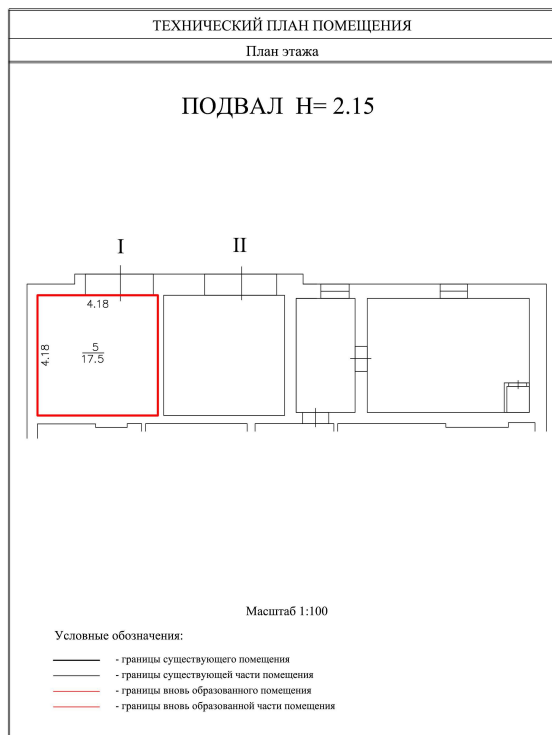 ТЕХНИЧЕСКИЙ ПЛАН ПОМЕЩЕНИЯ
План этажа
ПОДВАЛ H= 2.15
I II
4.18
4.18
5
17.5
Масштаб 1:100
Условные обозначения:
- границы существующего помещения
- границы существующей части помещения
- границы вновь образованного помещения
- границы вновь образованной части помещения